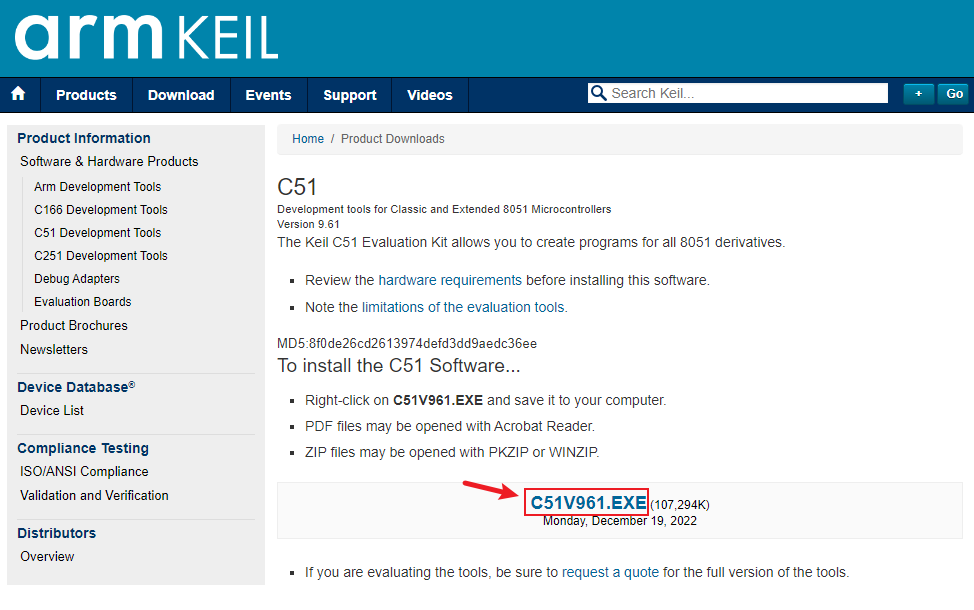 arm KEIL
Products Download Events Support Videos Search Keil... + Go
Product Information
Software & Hardware Products
Arm Development Tools
C166 Development Tools
C51 Development Tools
C251 Development Tools
Debug Adapters
Evaluation Boards
Product Brochures
Newsletters
Device Database®
Device List
Compliance Testing
ISO/ANSI Compliance
Validation and Verification
Distributors
Overview
Home / Product Downloads
C51
Development tools for Classic and Extended 8051 Microcontrollers
Version 9.61
The Keil C51 Evaluation Kit allows you to create programs for all 8051 derivatives.
Review the hardware requirements before installing this software.
Note the limitations of the evaluation tools.
MD5:8f0de26cd2613974defd3dd9aedc36ee
To install the C51 Software...
Right-click on C51V961.EXE and save it to your computer.
PDF files may be opened with Acrobat Reader.
ZIP files may be opened with PKZIP or WINZIP.
C51V961.EXE (107,294K)
Monday, December 19, 2022
If you are evaluating the tools, be sure to request a quote for the full version of the tools.